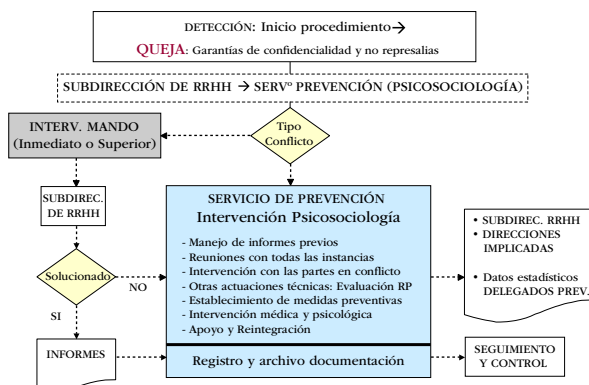 DETECCIÓN: Inicio procedimiento→
QUEJA: Garantías de confidencialidad y no represalias
SUBDIRECCIÓN DE RRHH → SERVº PREVENCIÓN (PSICOSOCIOLOGÍA)
INTERV. MANDO
(Inmediato o Superior)
Tipo
Conflicto
SUBDIREC.
DE RRHH
SERVICIO DE PREVENCIÓN
Intervención Psicosociología
- Manejo de informes previos
- Reuniones con todas las instancias
- Intervención con las partes en conflicto
- Otras actuaciones técnicas: Evaluación RP
- Establecimiento de medidas preventivas
- Intervención médica y psicológica
- Apoyo y Reintegración
• SUBDIREC. RRHH
• DIRECCIONES
IMPLICADAS
• Datos estadísticos
DELEGADOS PREV.
Solucionado
NO
SI
INFORMES
Registro y archivo documentación
SEGUIMIENTO
Y CONTROL